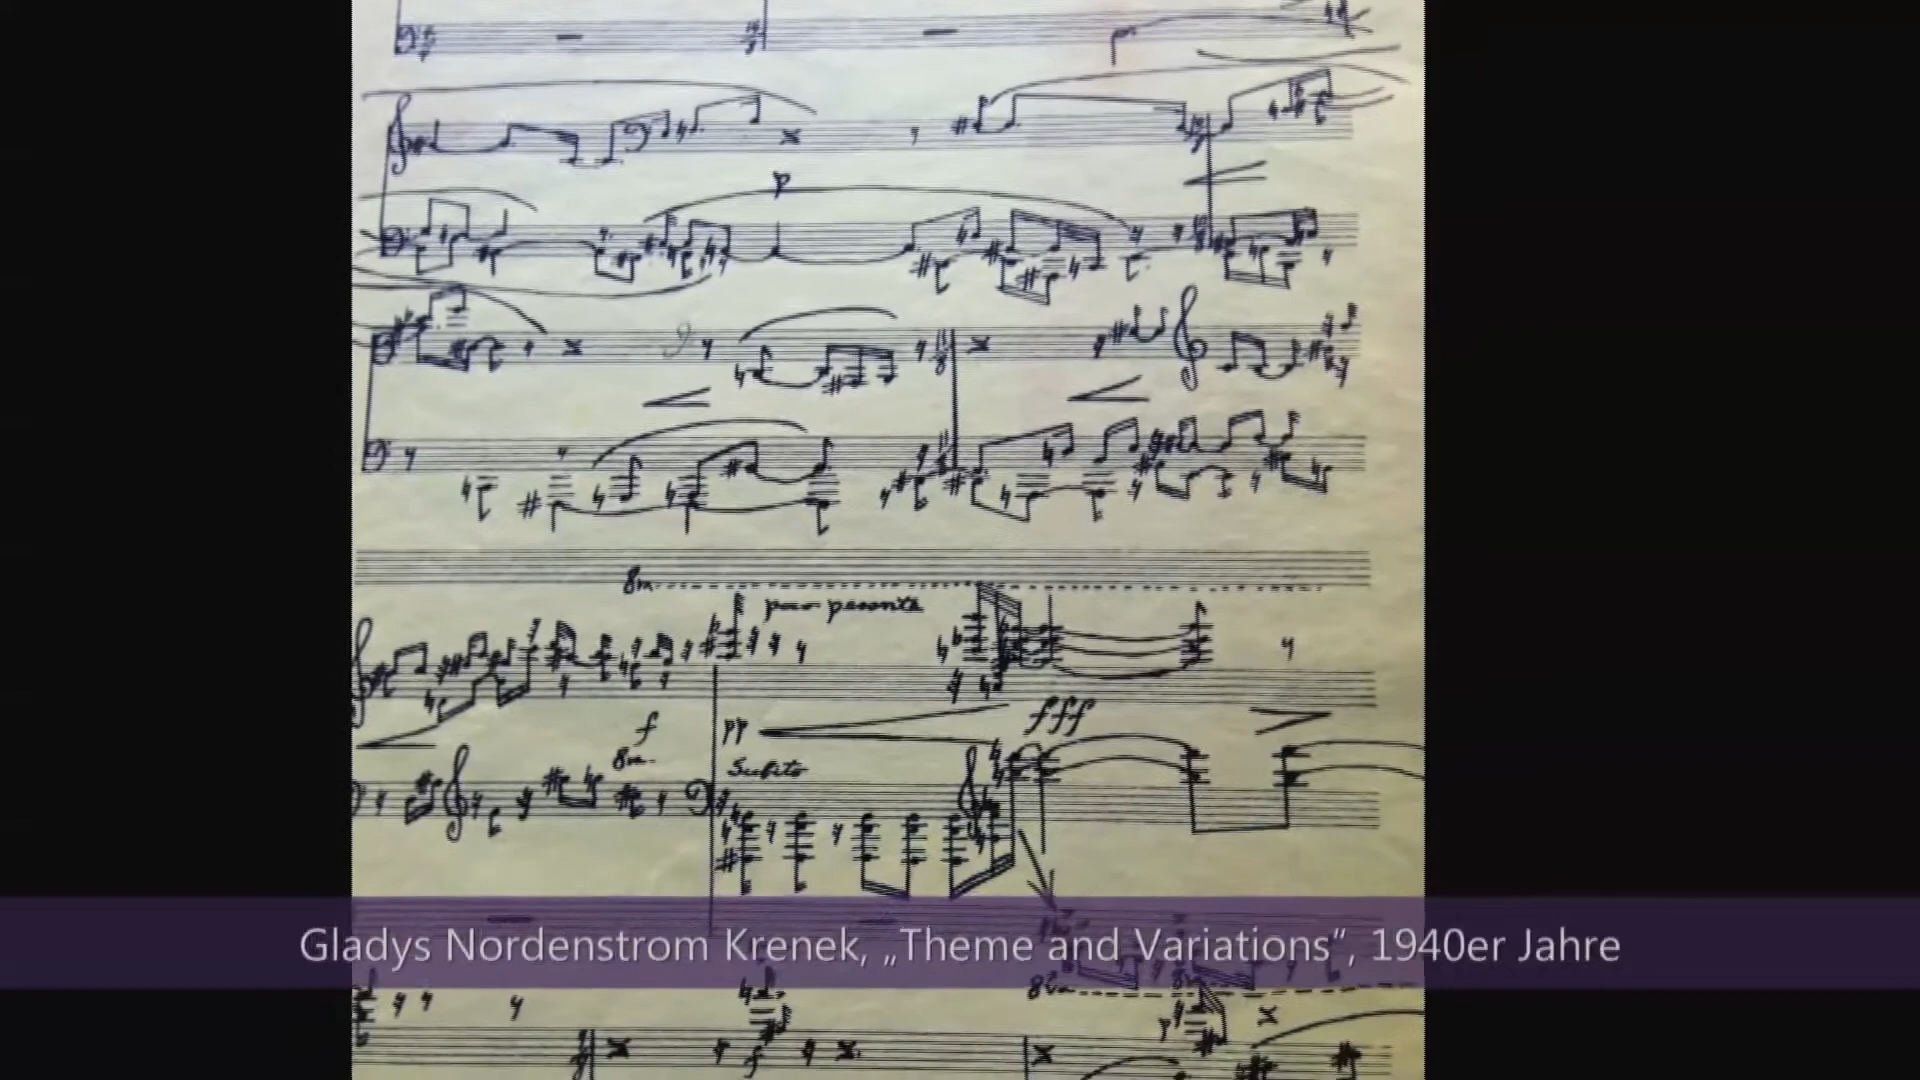 p
8va
poco pesante
f
pp
fff
8va
Subito
Gladys Nordenstrom Krenek, „Theme and Variations“, 1940er Jahre
8va
p
f